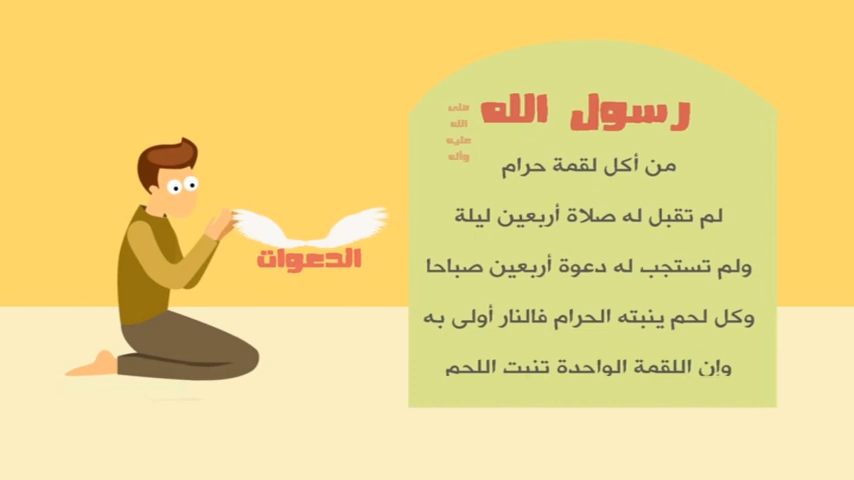 رسول الله
صلى
الله
عليه
وآله
من أكل لقمة حرام
لم تقبل له صلاة أربعين ليلة
ولم تستجب له دعوة أربعين صباحا
وكل لحم ينبته الحرام فالنار أولى به
وإن اللقمة الواحدة تنبت اللحم
الدعوات